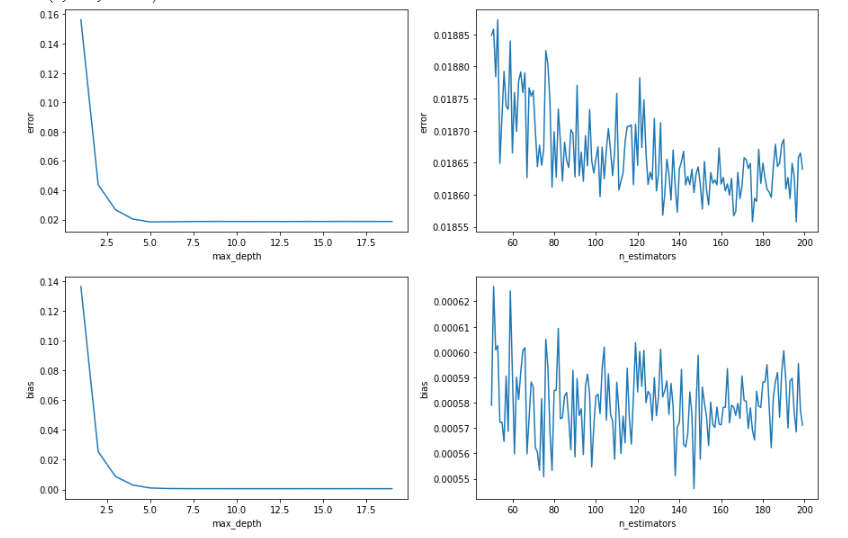 0.16
0.14
0.12
0.10
0.08
0.06
0.04
0.02
error
2.5 5.0 7.5 10.0 12.5 15.0 17.5
max_depth
0.01885
0.01880
0.01875
0.01870
0.01865
0.01860
0.01855
error
60 80 100 120 140 160 180 200
n_estimators
0.14
0.12
0.10
0.08
0.06
0.04
0.02
0.00
bias
2.5 5.0 7.5 10.0 12.5 15.0 17.5
max_depth
0.00062
0.00061
0.00060
0.00059
0.00058
0.00057
0.00056
0.00055
bias
60 80 100 120 140 160 180 200
n_estimators